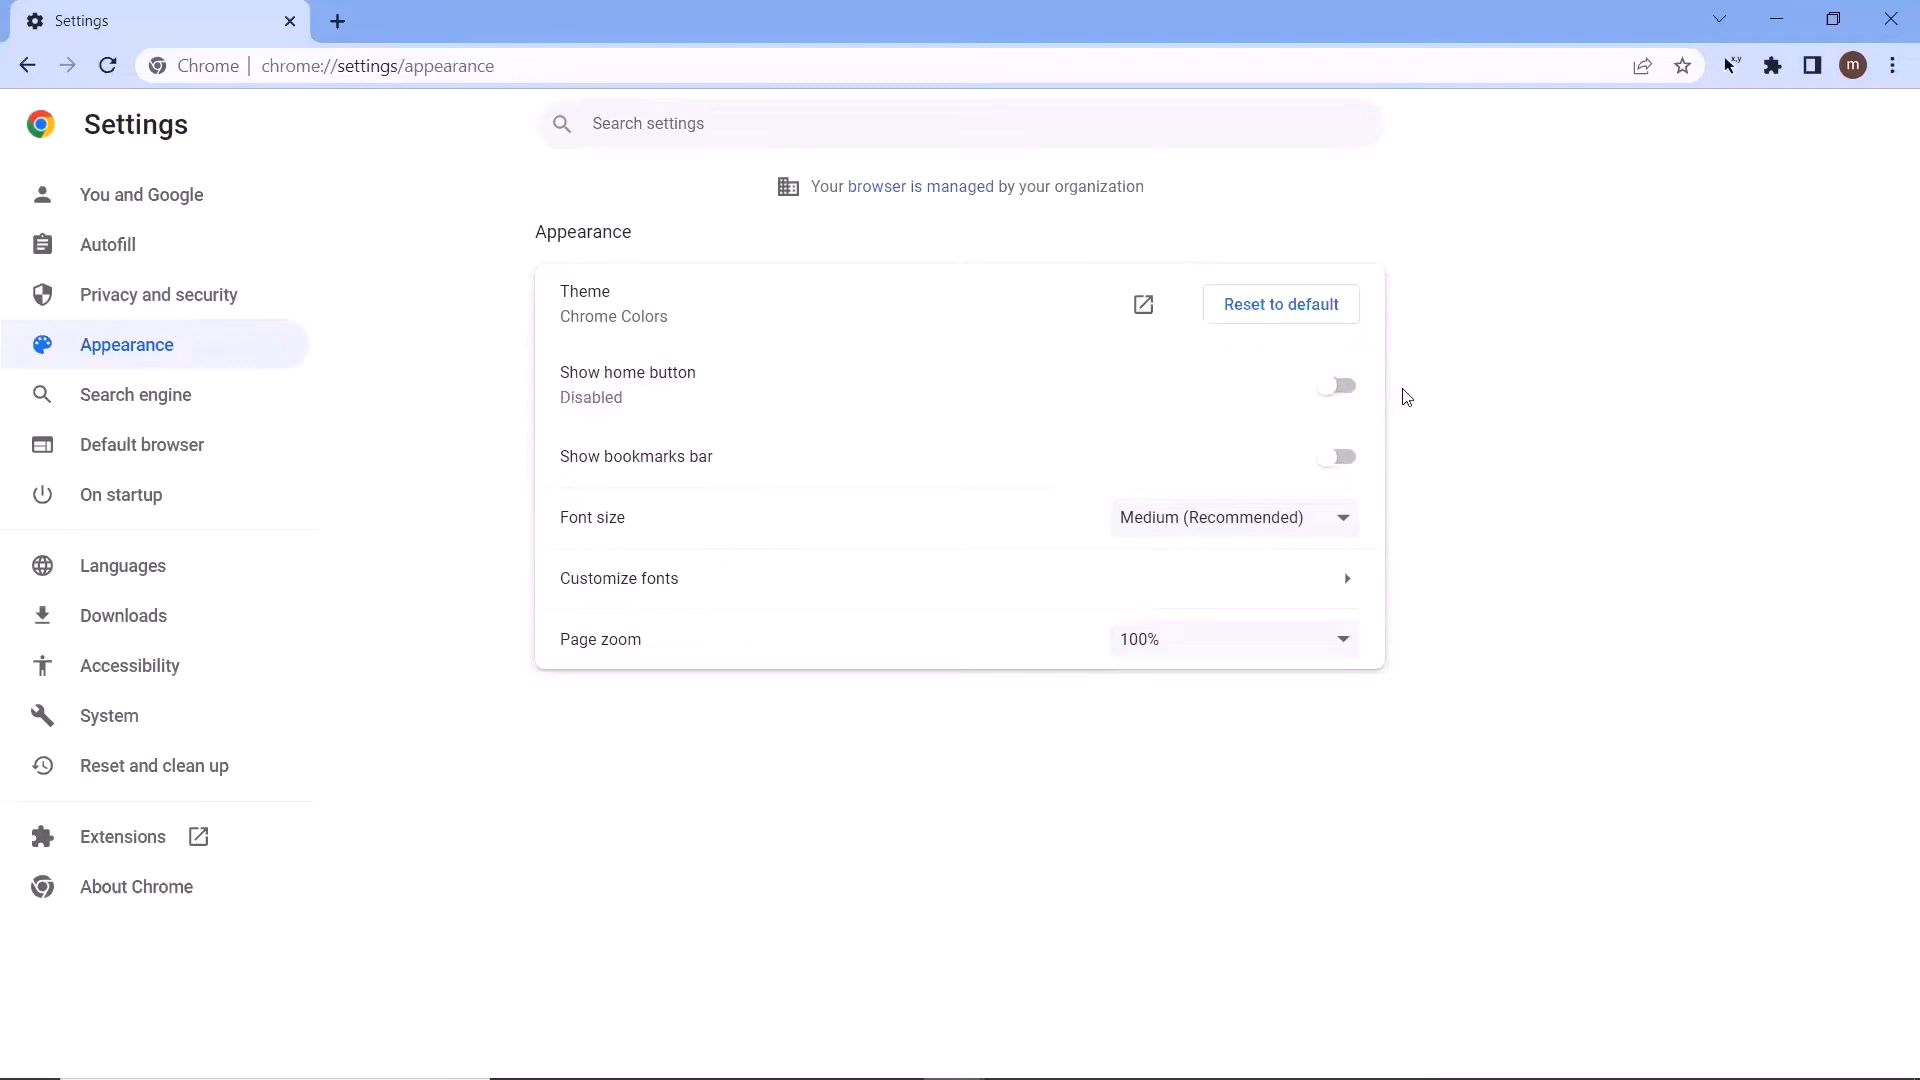 Settings
Chrome | chrome://settings/appearance
x,y
m
Settings
Search settings
Your browser is managed by your organization
You and Google
Autofill
Privacy and security
Appearance
Search engine
Default browser
On startup
Languages
Downloads
Accessibility
System
Reset and clean up
Extensions
About Chrome
Appearance
Theme
Chrome Colors
Reset to default
Show home button
Disabled
Show bookmarks bar
Font size
Medium (Recommended)
Customize fonts
Page zoom
100%